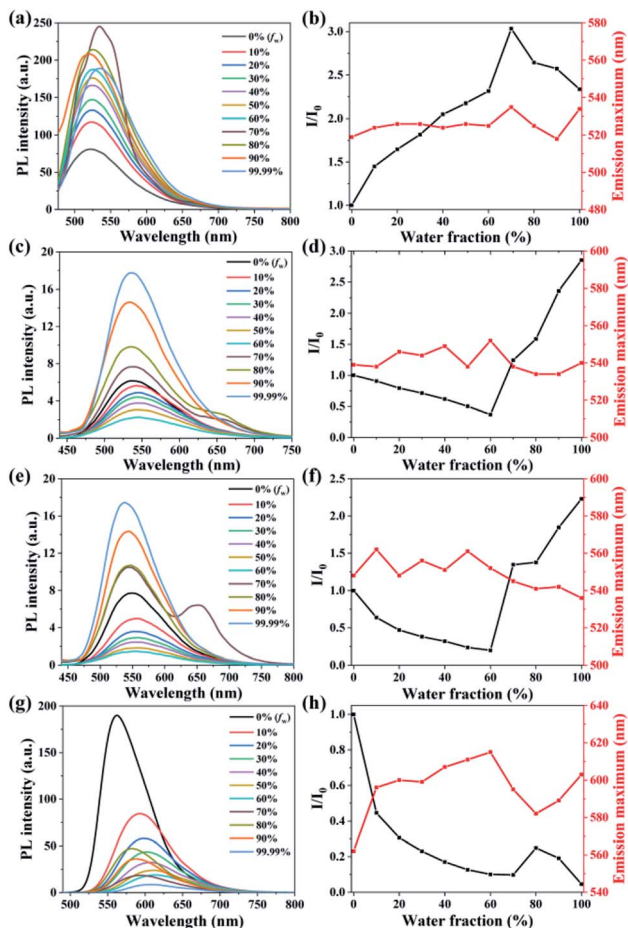 (a)
PL intensity (a.u.)
250
200
150
100
50
0
0% (fw)
10%
20%
30%
40%
50%
60%
70%
80%
90%
99.99%
500 550 600 650 700 750 800
Wavelength (nm)
(b)
I/I0
3.0
2.5
2.0
1.5
1.0
580
560
540
520
500
480
Emission maximum (nm)
0 20 40 60 80 100
Water fraction (%)
(c)
PL intensity (a.u.)
20
16
12
8
4
0
0% (fw)
10%
20%
30%
40%
50%
60%
70%
80%
90%
99.99%
450 500 550 600 650 700 750
Wavelength (nm)
(d)
I/I0
3.0
2.5
2.0
1.5
1.0
0.5
0.0
600
580
560
540
520
500
Emission maximum (nm)
0 20 40 60 80 100
Water fraction (%)
(e)
PL intensity (a.u.)
20
16
12
8
4
0
0% (fw)
10%
20%
30%
40%
50%
60%
70%
80%
90%
99.99%
450 500 550 600 650 700 750 800
Wavelength (nm)
(f)
I/I0
2.5
2.0
1.5
1.0
0.5
0.0
600
580
560
540
520
500
Emission maximum (nm)
0 20 40 60 80 100
Water fraction (%)
(g)
PL intensity (a.u.)
200
150
100
50
0
0% (fw)
10%
20%
30%
40%
50%
60%
70%
80%
90%
99.99%
500 550 600 650 700 750 800
Wavelength (nm)
(h)
I/I0
1.0
0.8
0.6
0.4
0.2
0.0
640
620
600
580
560
540
Emission maximum (nm)
0 20 40 60 80 100
Water fraction (%)